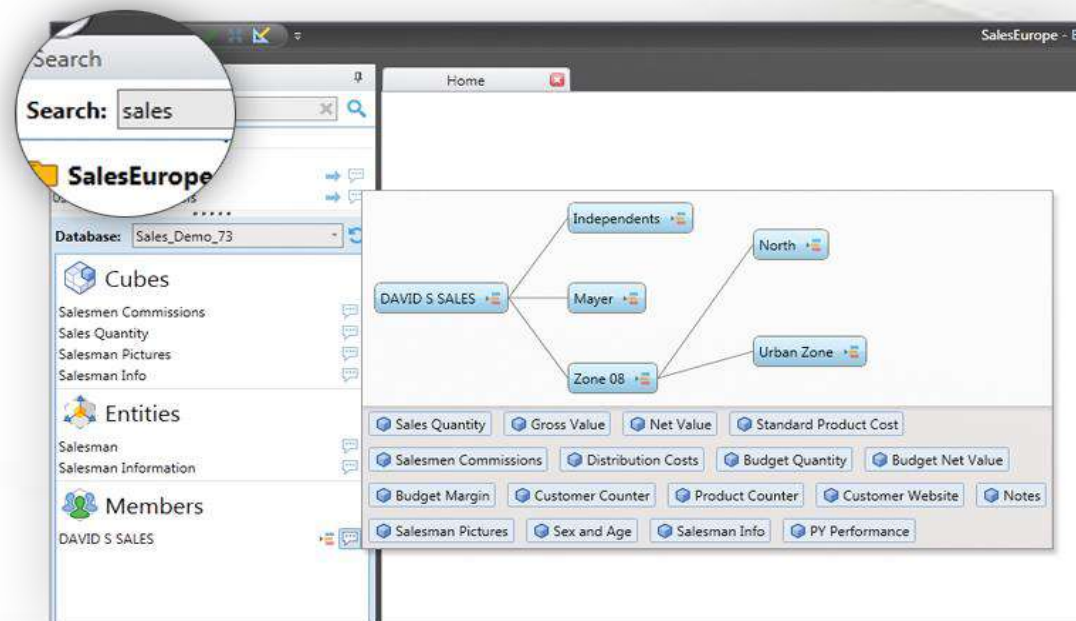 SalesEurope -
Search
Home
Search: sales
SalesEurope
Database: Sales_Demo_73
Cubes
Salesmen Commissions
Sales Quantity
Salesman Pictures
Salesman Info
Entities
Salesman
Salesman Information
Members
DAVID S SALES
Independents
North
DAVID S SALES
Mayer
Urban Zone
Zone 08
Sales Quantity Gross Value Net Value Standard Product Cost
Salesmen Commissions Distribution Costs Budget Quantity Budget Net Value
Budget Margin Customer Counter Product Counter Customer Website Notes
Salesman Pictures Sex and Age Salesman Info PY Performance